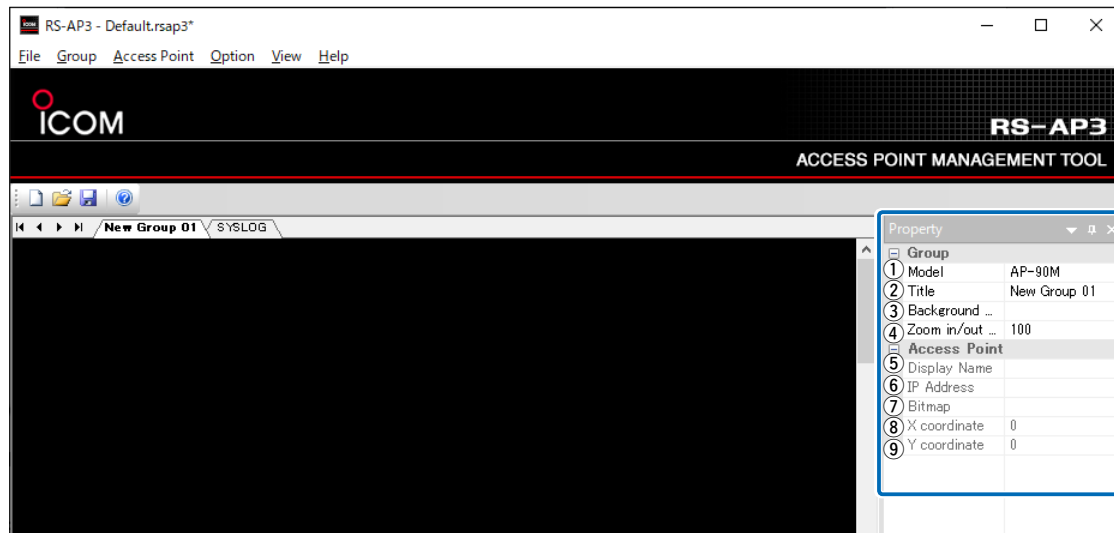 RS-AP3 - Default.rsap3*
File Group Access Point Option View Help
ICOM
RS-AP3
ACCESS POINT MANAGEMENT TOOL
New Group 01 SYSLOG
Property
Group
① Model AP-90M
② Title New Group 01
③ Background ...
④ Zoom in/out ... 100
Access Point
⑤ Display Name
⑥ IP Address
⑦ Bitmap
⑧ X coordinate 0
⑨ Y coordinate 0